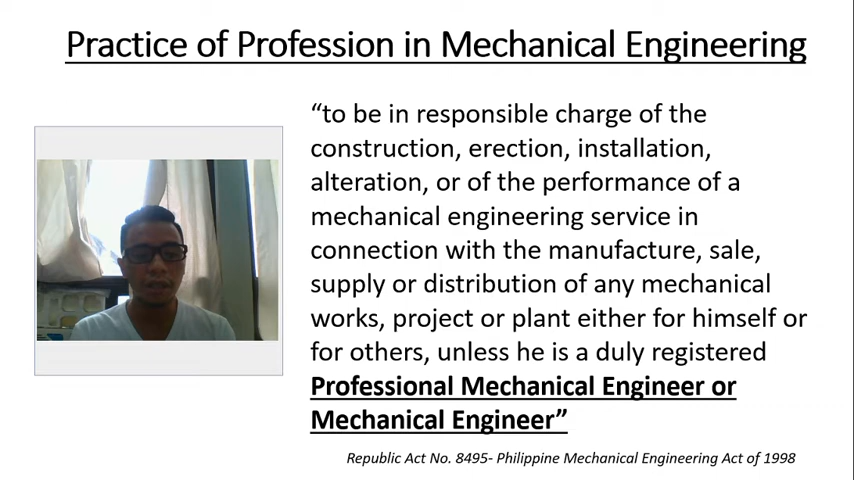 Practice of Profession in Mechanical Engineering
“to be in responsible charge of the
construction, erection, installation,
alteration, or of the performance of a
mechanical engineering service in
connection with the manufacture, sale,
supply or distribution of any mechanical
works, project or plant either for himself or
for others, unless he is a duly registered
Professional Mechanical Engineer or
Mechanical Engineer”
Republic Act No. 8495- Philippine Mechanical Engineering Act of 1998